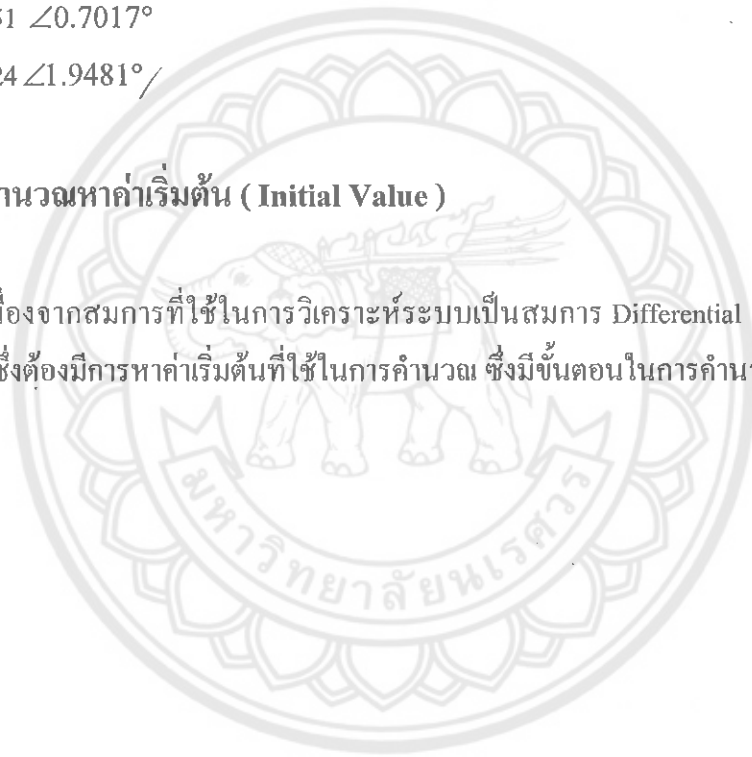 51 ∠0.7017°
24 ∠1.9481°/
านวณหาค่าเริ่มต้น ( Initial Value )
ื่องจากสมการที่ใช้ในการวิเคราะห์ระบบเป็นสมการ Differential
ซึ่งต้องมีการหาค่าเริ่มต้นที่ใช้ในการคำนวณ ซึ่งมีขั้นตอนในการคำน
มหาวิทยาลัยนเรศวร